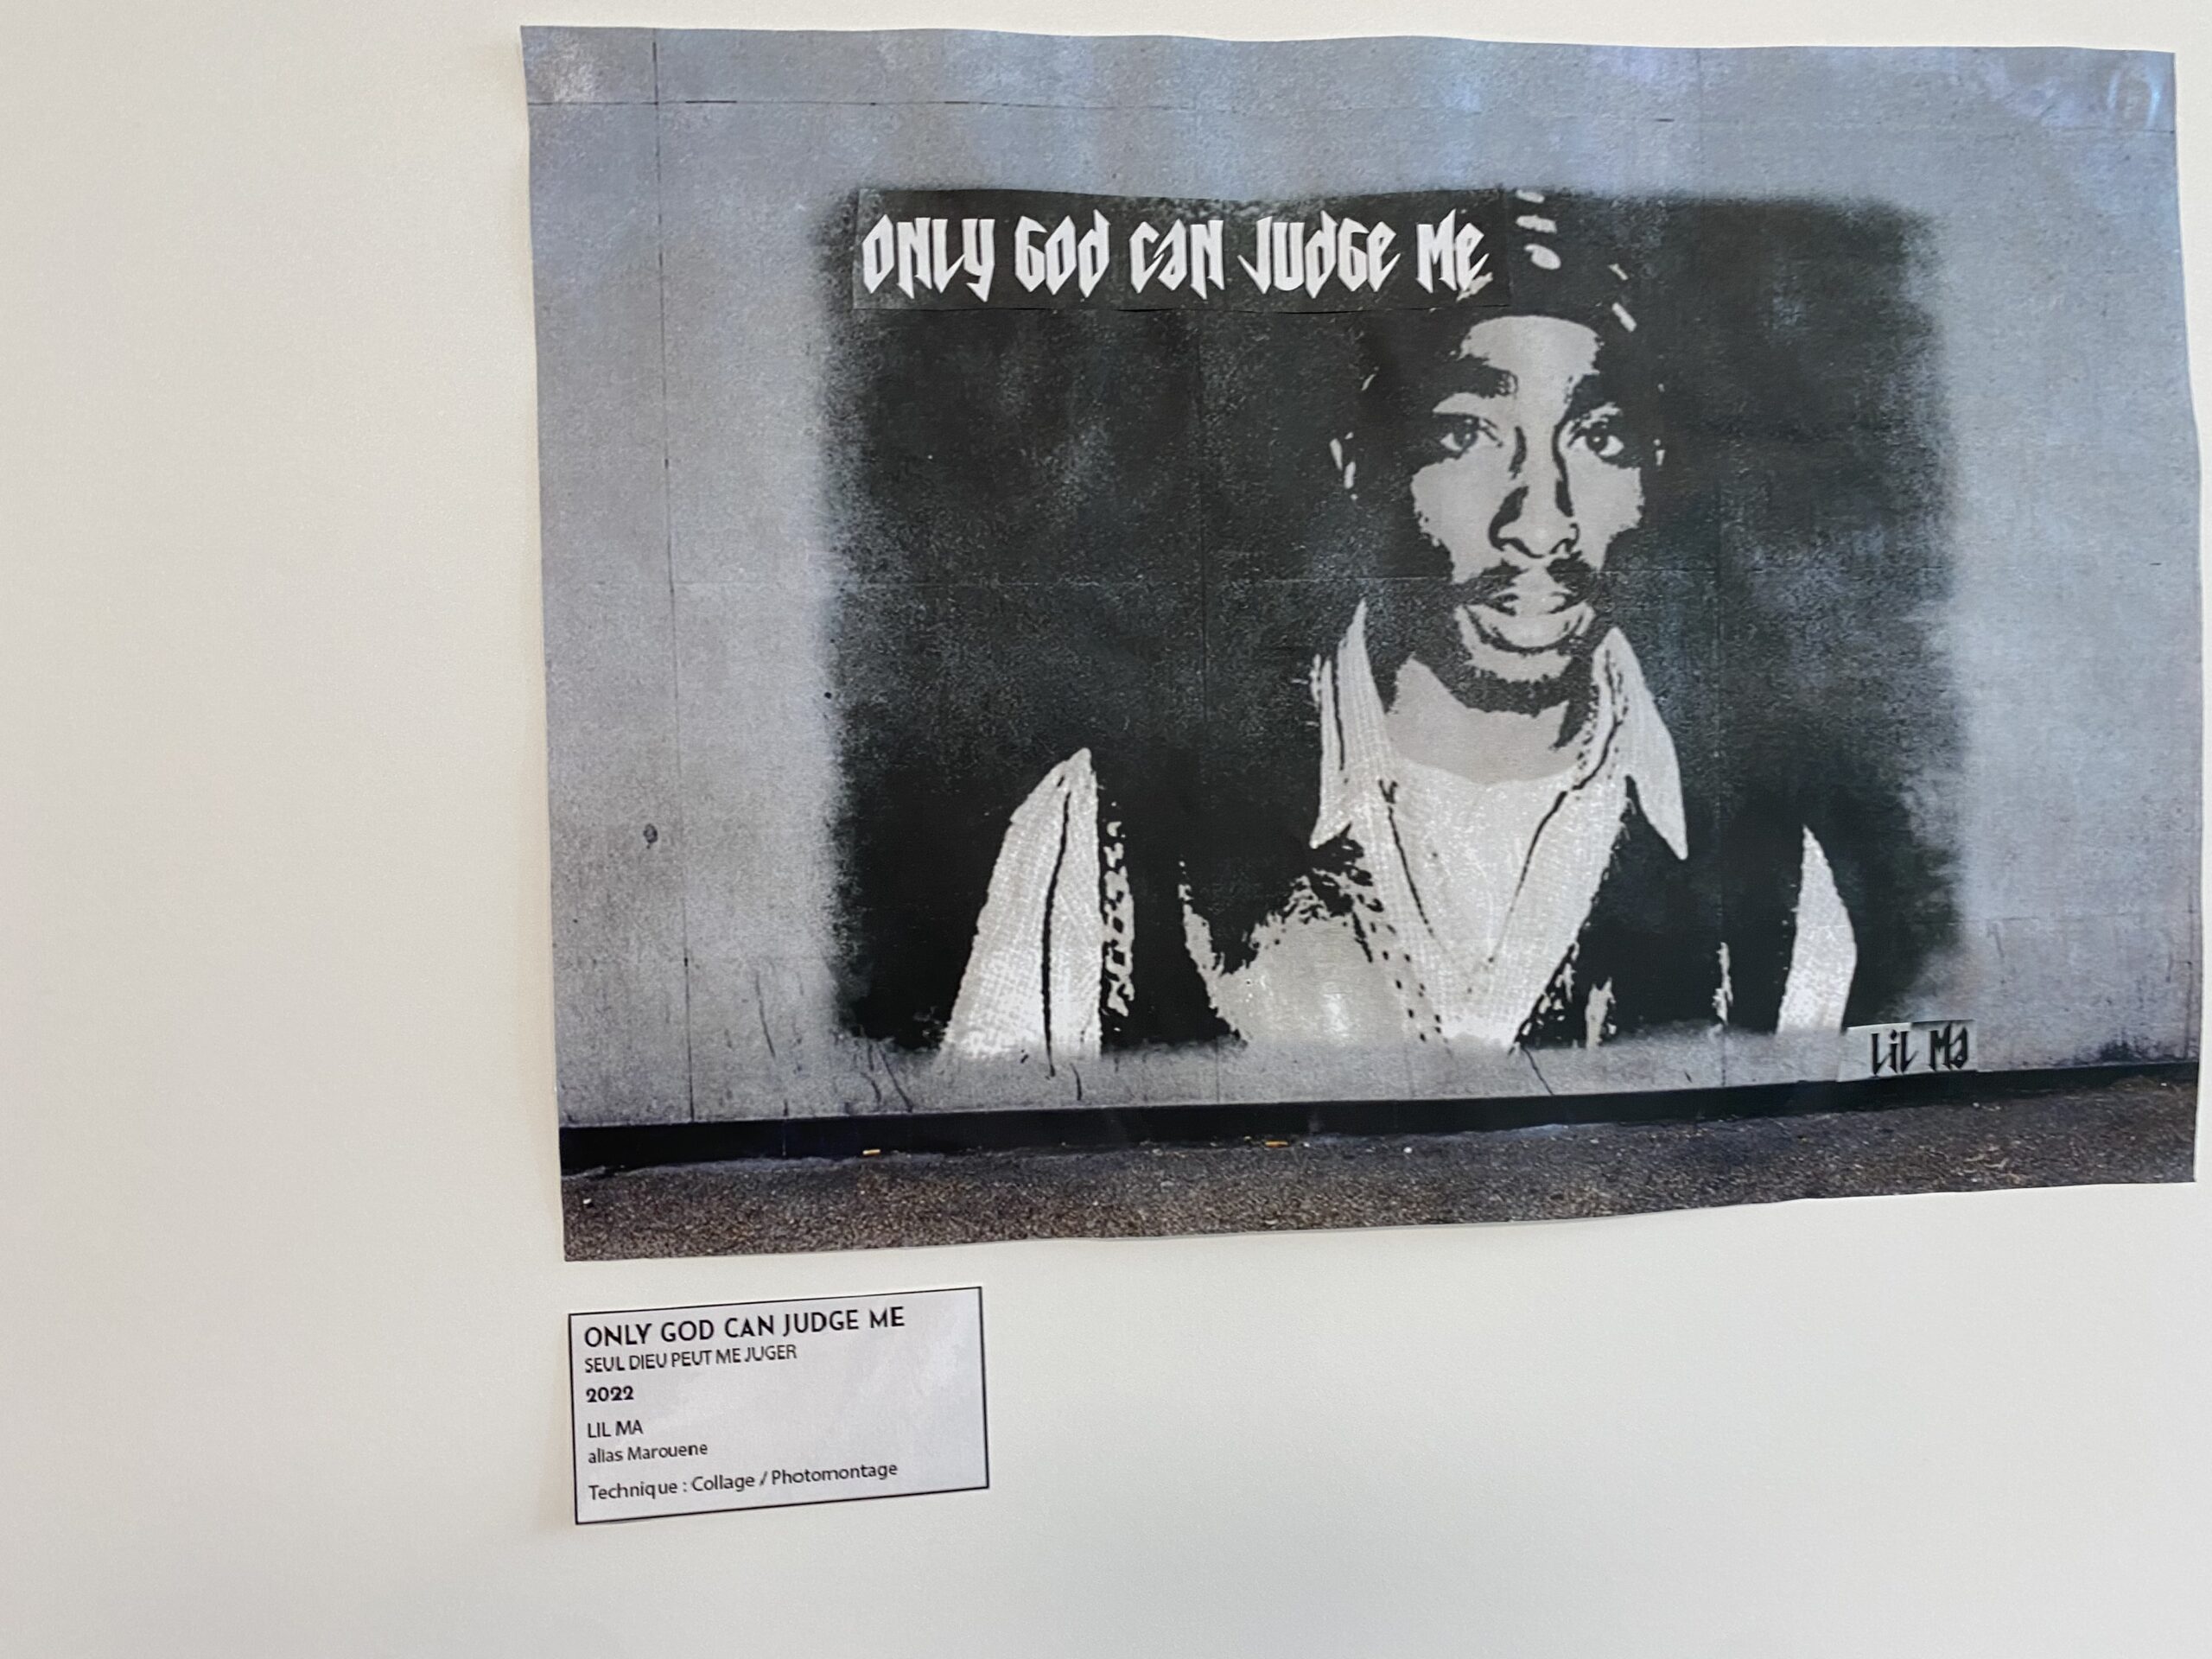 ONLY GOD CAN JUDGE ME
LIL MA
ONLY GOD CAN JUDGE ME
SEUL DIEU PEUT ME JUGER
2022
LIL MA
alias Marouene
Technique : Collage / Photomontage